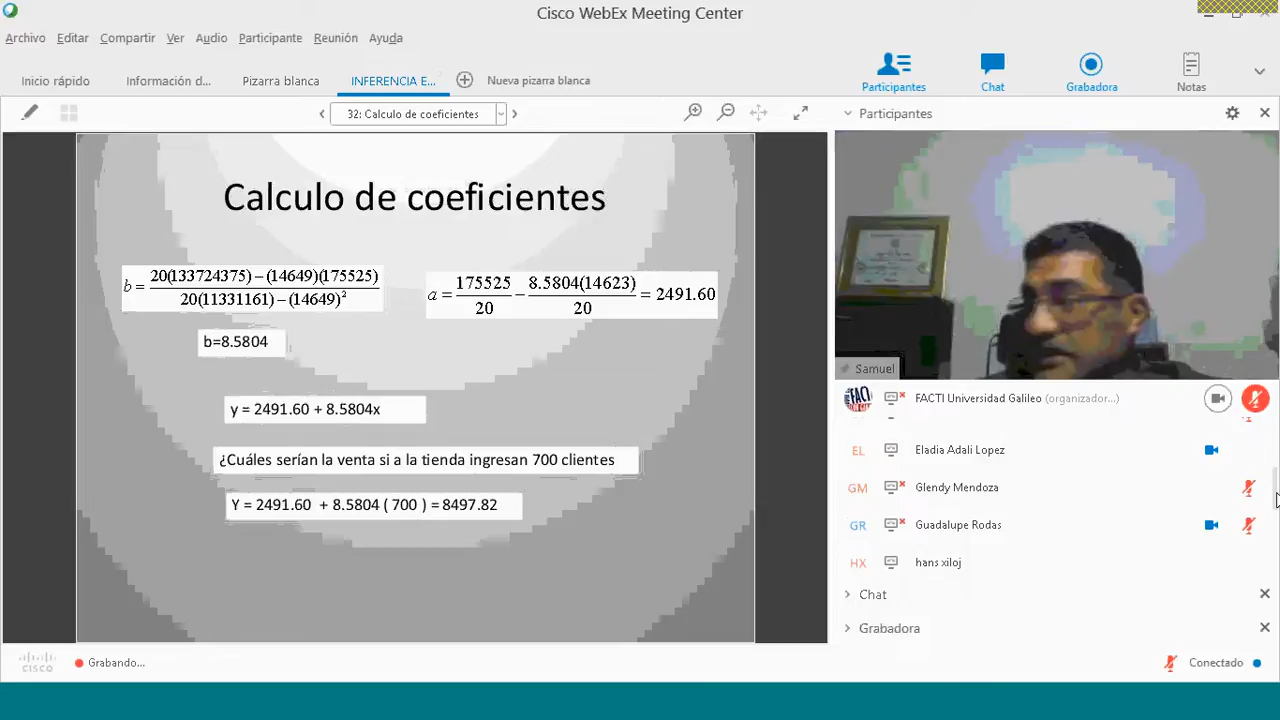 Cisco WebEx Meeting Center
Archivo Editar Compartir Ver Audio Participante Reunión Ayuda
Inicio rápido Información d... Pizarra blanca INFERENCIA E... Nueva pizarra blanca
Participantes Chat Grabadora Notas
32: Calculo de coeficientes
Participantes
Calculo de coeficientes
b = 20(133724375) − (14649)(175525) / 20(11331161) − (14649)²
a = 175525 / 20 − 8.5804(14623) / 20 = 2491.60
b=8.5804
y = 2491.60 + 8.5804x
¿Cuáles serían la venta si a la tienda ingresan 700 clientes
Y = 2491.60 + 8.5804 ( 700 ) = 8497.82
Samuel
FACTI
FACTI Universidad Galileo (organizador...)
EL Eladia Adali Lopez
GM Glendy Mendoza
GR Guadalupe Rodas
HX hans xiloj
Chat
Grabadora
CISCO
Grabando...
Conectado